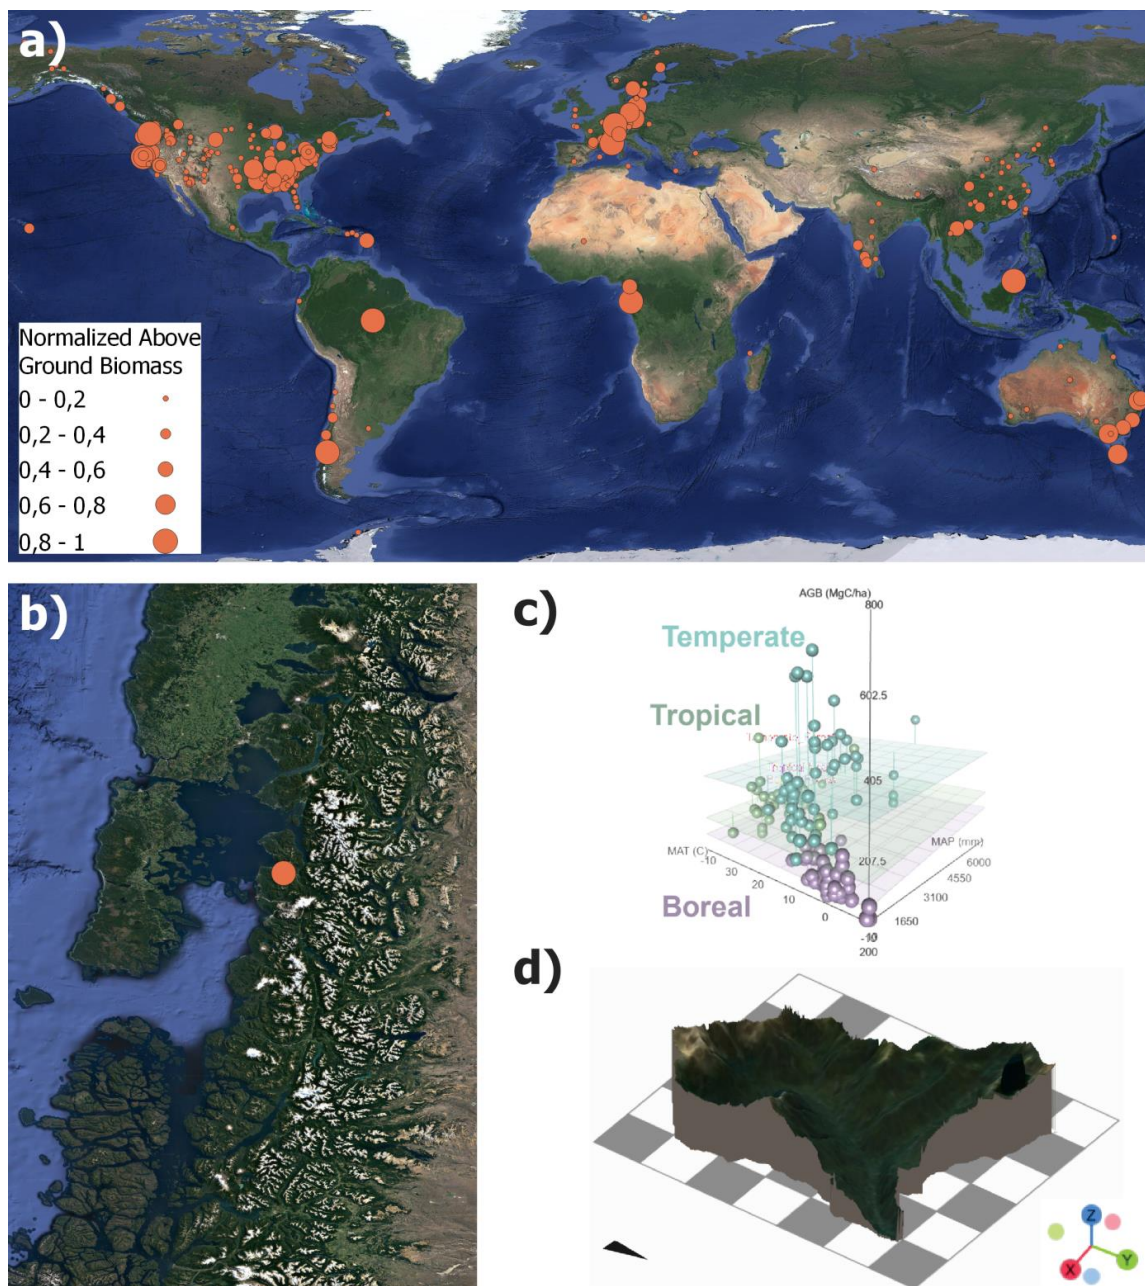 a)
Normalized Above
Ground Biomass
0 - 0,2
0,2 - 0,4
0,4 - 0,6
0,6 - 0,8
0,8 - 1
b)
c)
AGB (MgC/ha)
800
Temperate
602.5
Tropical
405
MAT (C)
-10
30
20
10
0
MAP (mm)
6000
4550
3100
1650
207.5
Boreal
200
d)
Z
X
Y